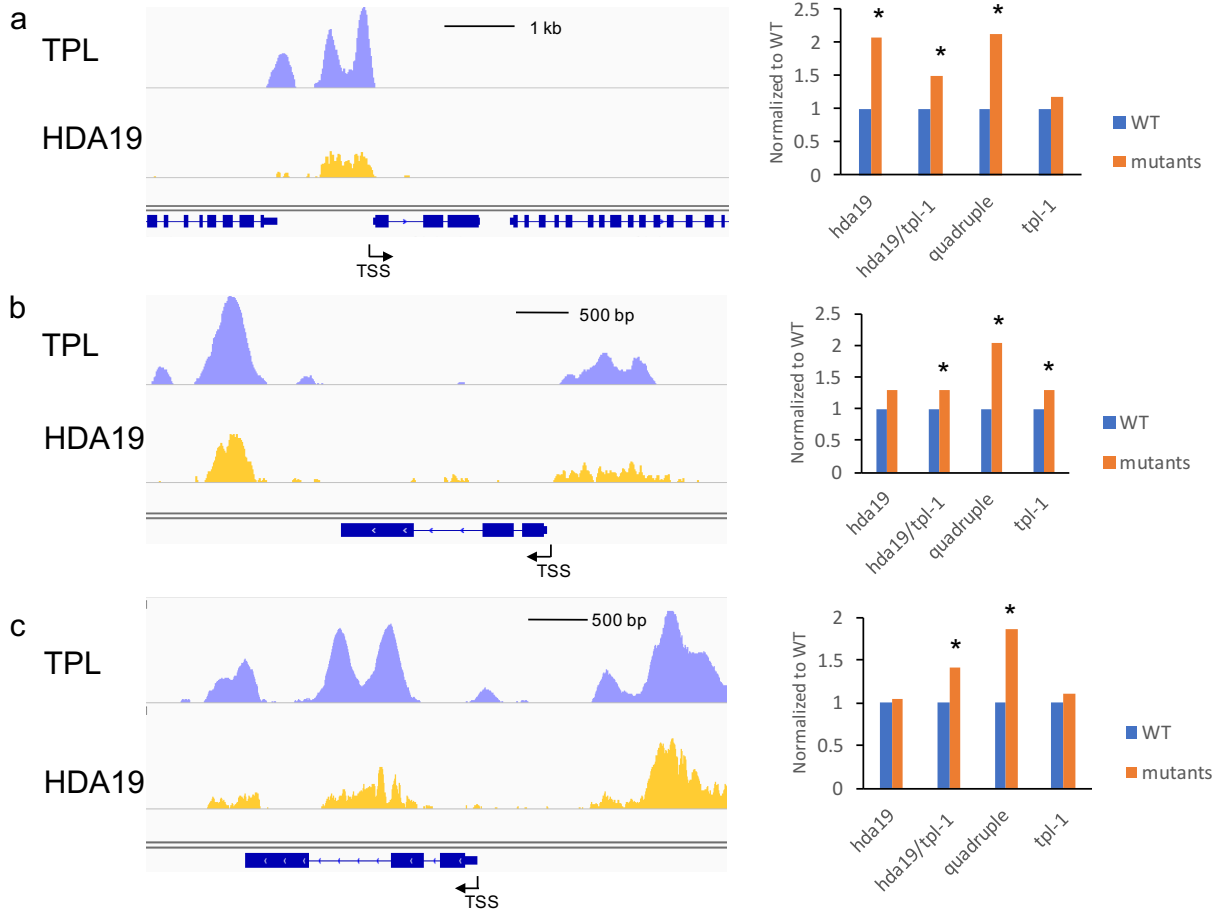 a
TPL
HDA19
1 kb
TSS
Normalized to WT
2.5
2
1.5
1
0.5
0
*
*
*
hda19
hda19/tpl-1
quadruple
tpl-1
WT
mutants
b
TPL
HDA19
500 bp
TSS
Normalized to WT
2.5
2
1.5
1
0.5
0
*
*
*
hda19
hda19/tpl-1
quadruple
tpl-1
WT
mutants
c
TPL
HDA19
500 bp
TSS
Normalized to WT
2
1.5
1
0.5
0
*
*
hda19
hda19/tpl-1
quadruple
tpl-1
WT
mutants